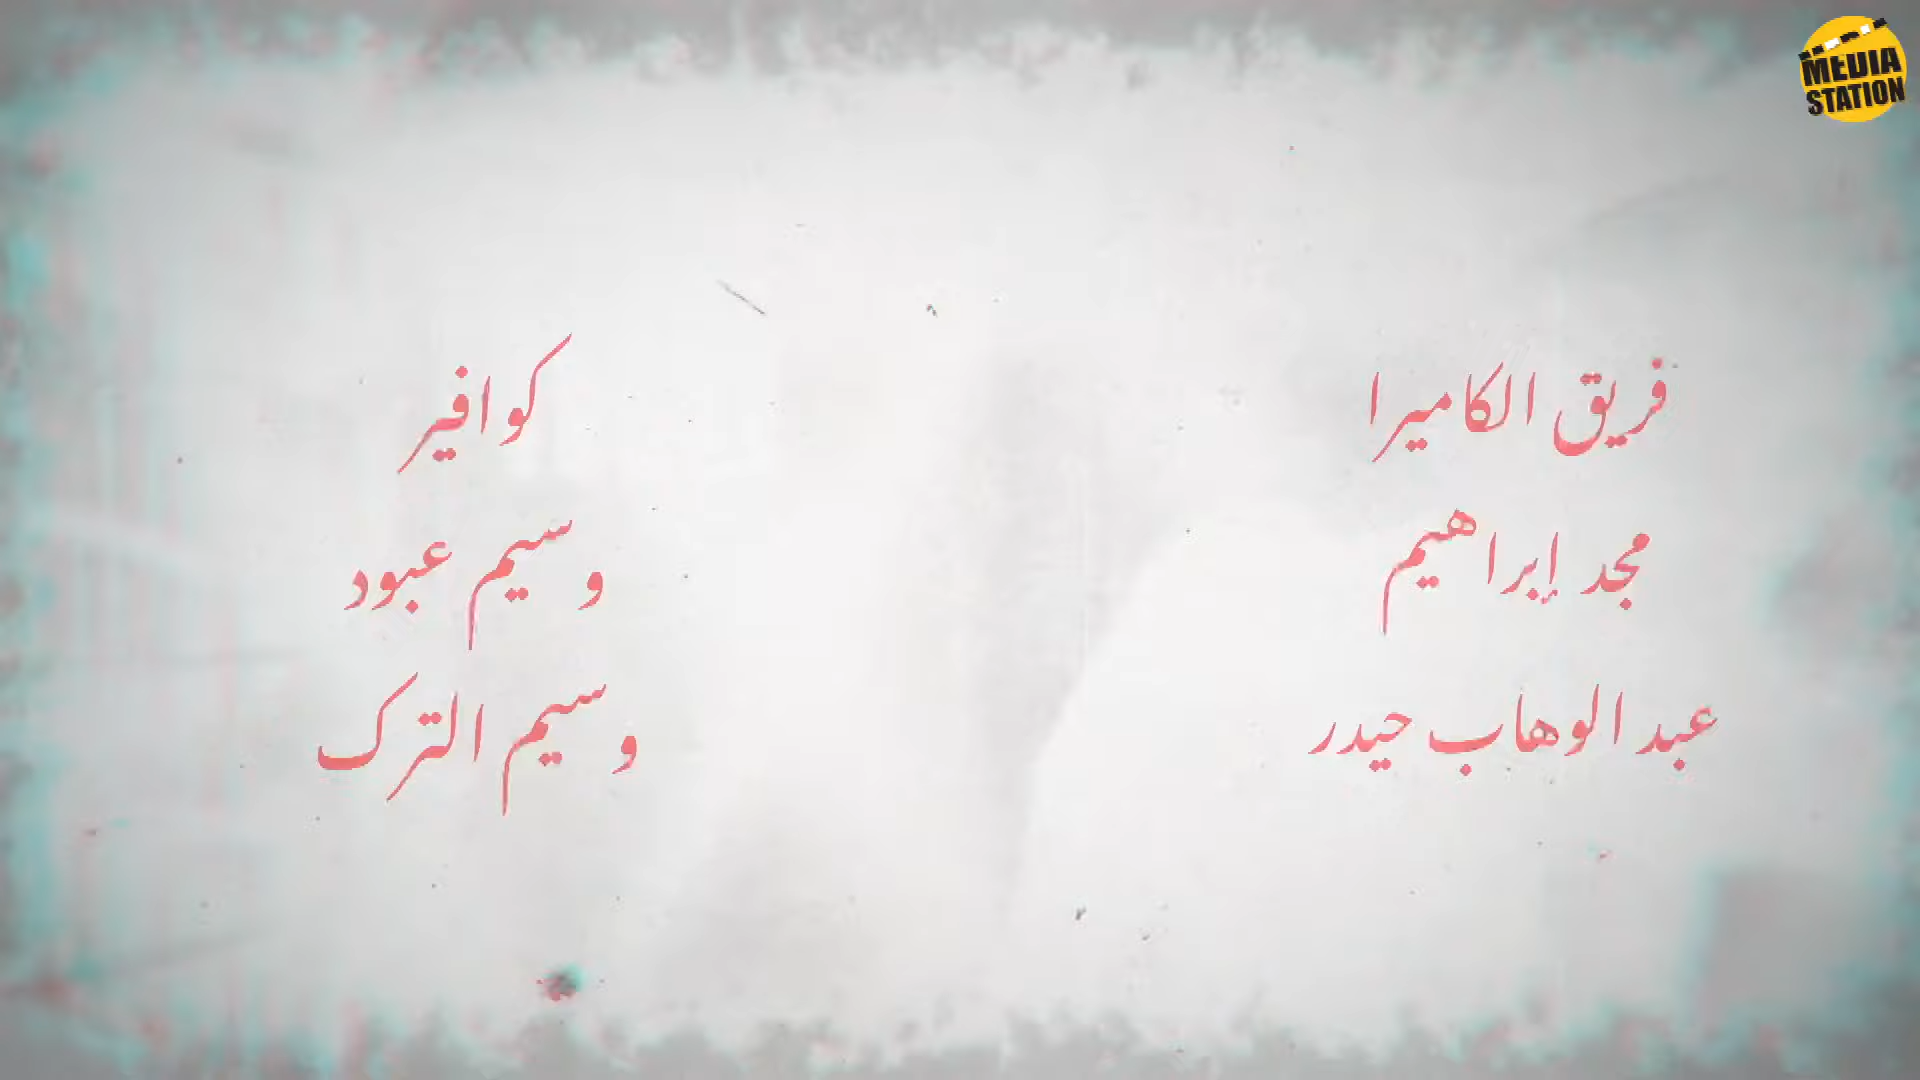 MEDIA
STATION
فريق الكاميرا
مجد إبراهيم
عبد الوهاب حيدر
كوافير
وسيم عبود
وسيم الترك